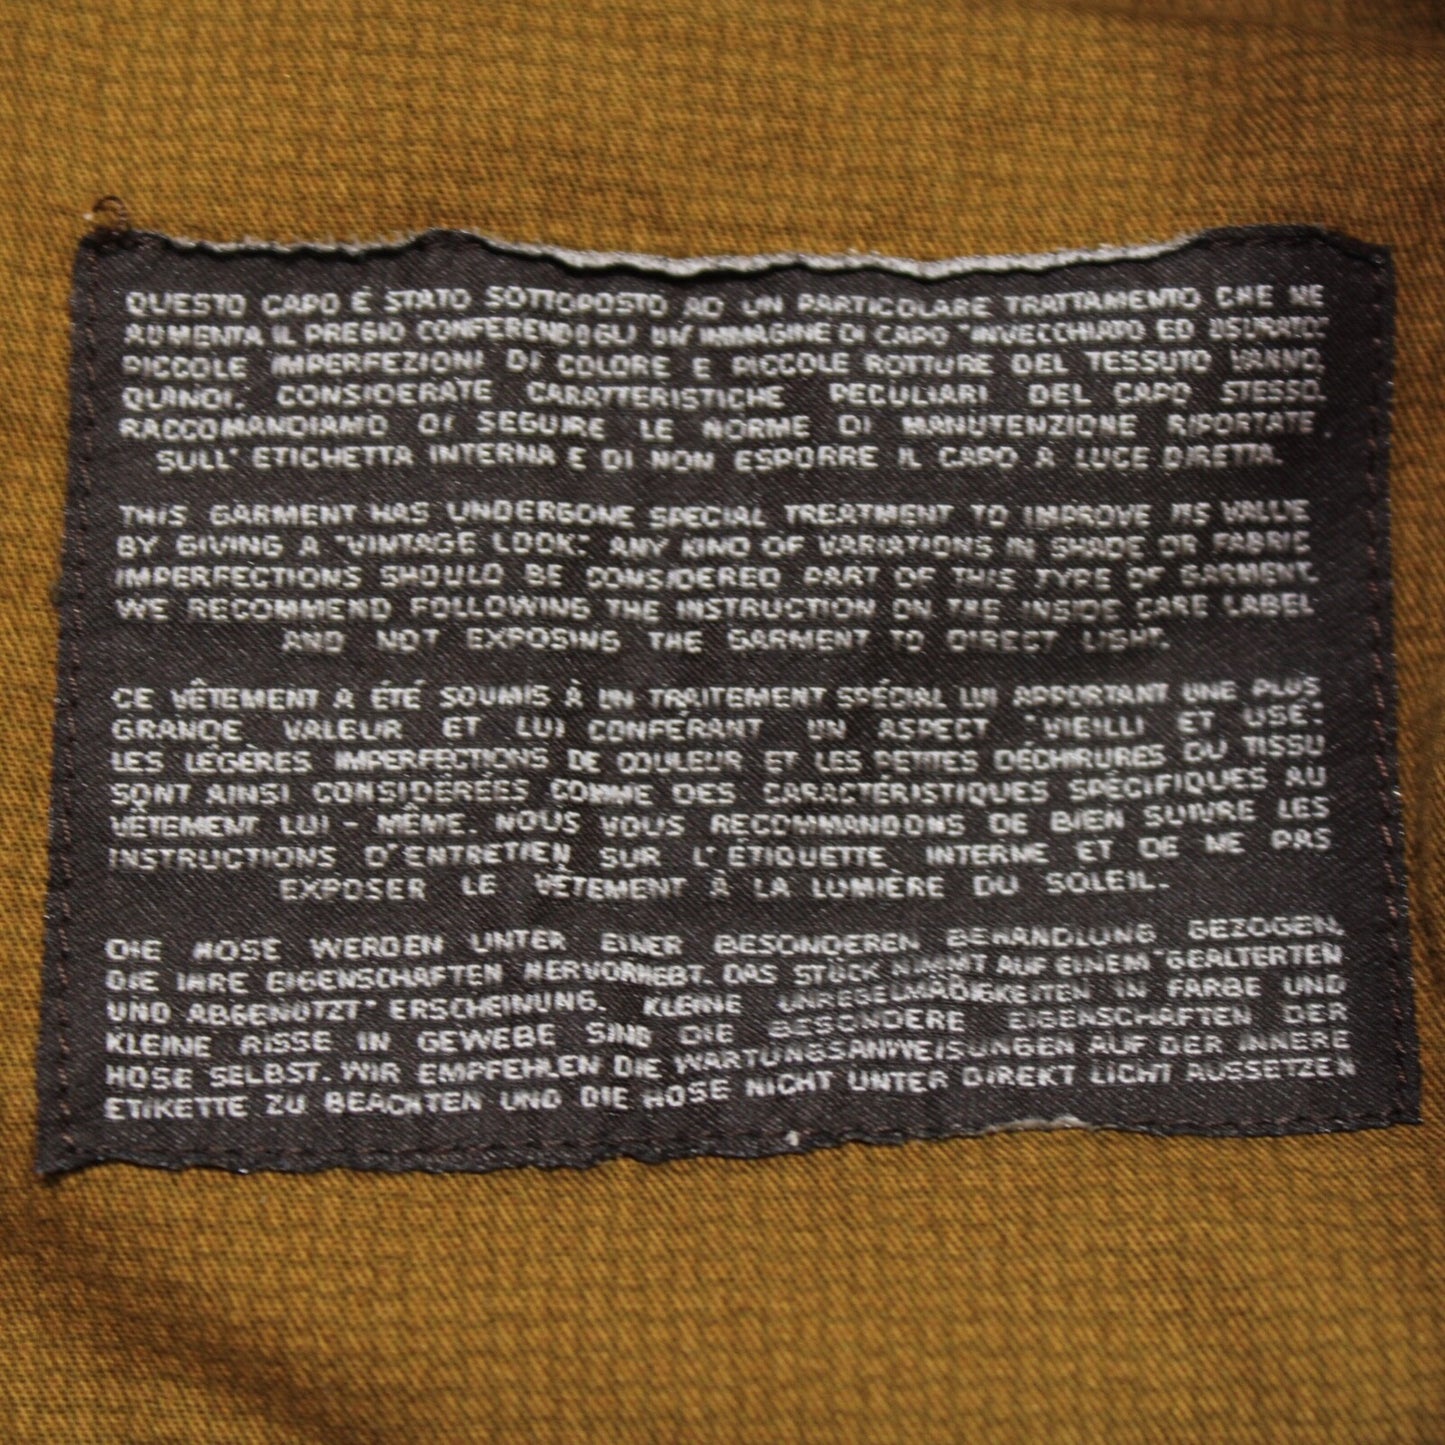 QUESTO CAPO È STATO SOTTOPOSTO AD UN PARTICOLARE TRATTAMENTO CHE NE
AUMENTA IL PREGIO CONFERENDOGLI UN'IMMAGINE DI CAPO "INVECCHIATO ED USURATO"
PICCOLE IMPERFEZIONI DI COLORE E PICCOLE ROTTURE DEL TESSUTO VANNO,
QUINDI, CONSIDERATE CARATTERISTICHE PECULIARI DEL CAPO STESSO.
RACCOMANDIAMO DI SEGUIRE LE NORME DI MANUTENZIONE RIPORTATE
SULL'ETICHETTA INTERNA E DI NON ESPORRE IL CAPO A LUCE DIRETTA.
THIS GARMENT HAS UNDERGONE SPECIAL TREATMENT TO IMPROVE ITS VALUE
BY GIVING A "VINTAGE LOOK". ANY KIND OF VARIATIONS IN SHADE OR FABRIC
IMPERFECTIONS SHOULD BE CONSIDERED PART OF THIS TYPE OF GARMENT.
WE RECOMMEND FOLLOWING THE INSTRUCTION ON THE INSIDE CARE LABEL
AND NOT EXPOSING THE GARMENT TO DIRECT LIGHT.
CE VÊTEMENT A ÉTÉ SOUMIS À UN TRAITEMENT SPÉCIAL LUI APPORTANT UNE PLUS
GRANDE VALEUR ET LUI CONFÉRANT UN ASPECT "VIEILLI ET USÉ".
LES LÉGÈRES IMPERFECTIONS DE COULEUR ET LES PETITES DÉCHIRURES DU TISSU
SONT AINSI CONSIDÉRÉES COMME DES CARACTÉRISTIQUES SPÉCIFIQUES AU
VÊTEMENT LUI - MÊME. NOUS VOUS RECOMMANDONS DE BIEN SUIVRE LES
INSTRUCTIONS D'ENTRETIEN SUR L'ÉTIQUETTE INTERNE ET DE NE PAS
EXPOSER LE VÊTEMENT À LA LUMIÈRE DU SOLEIL.
DIE HOSE WERDEN UNTER EINER BESONDEREN BEHANDLUNG GEZOGEN,
DIE IHRE EIGENSCHAFTEN HERVORHEBT. DAS STÜCK NIMMT AUF EINEM "GEALTERTEN
UND ABGENÜTZT" ERSCHEINUNG. KLEINE UNREGELMÄDIGKEITEN IN FARBE UND
KLEINE RISSE IN GEWEBE SIND DIE BESONDERE EIGENSCHAFTEN DER
HOSE SELBST. WIR EMPFEHLEN DIE WARTUNGSANWEISUNGEN AUF DER INNERE
ETIKETTE ZU BEACHTEN UND DIE HOSE NICHT UNTER DIREKT LICHT AUSSETZEN